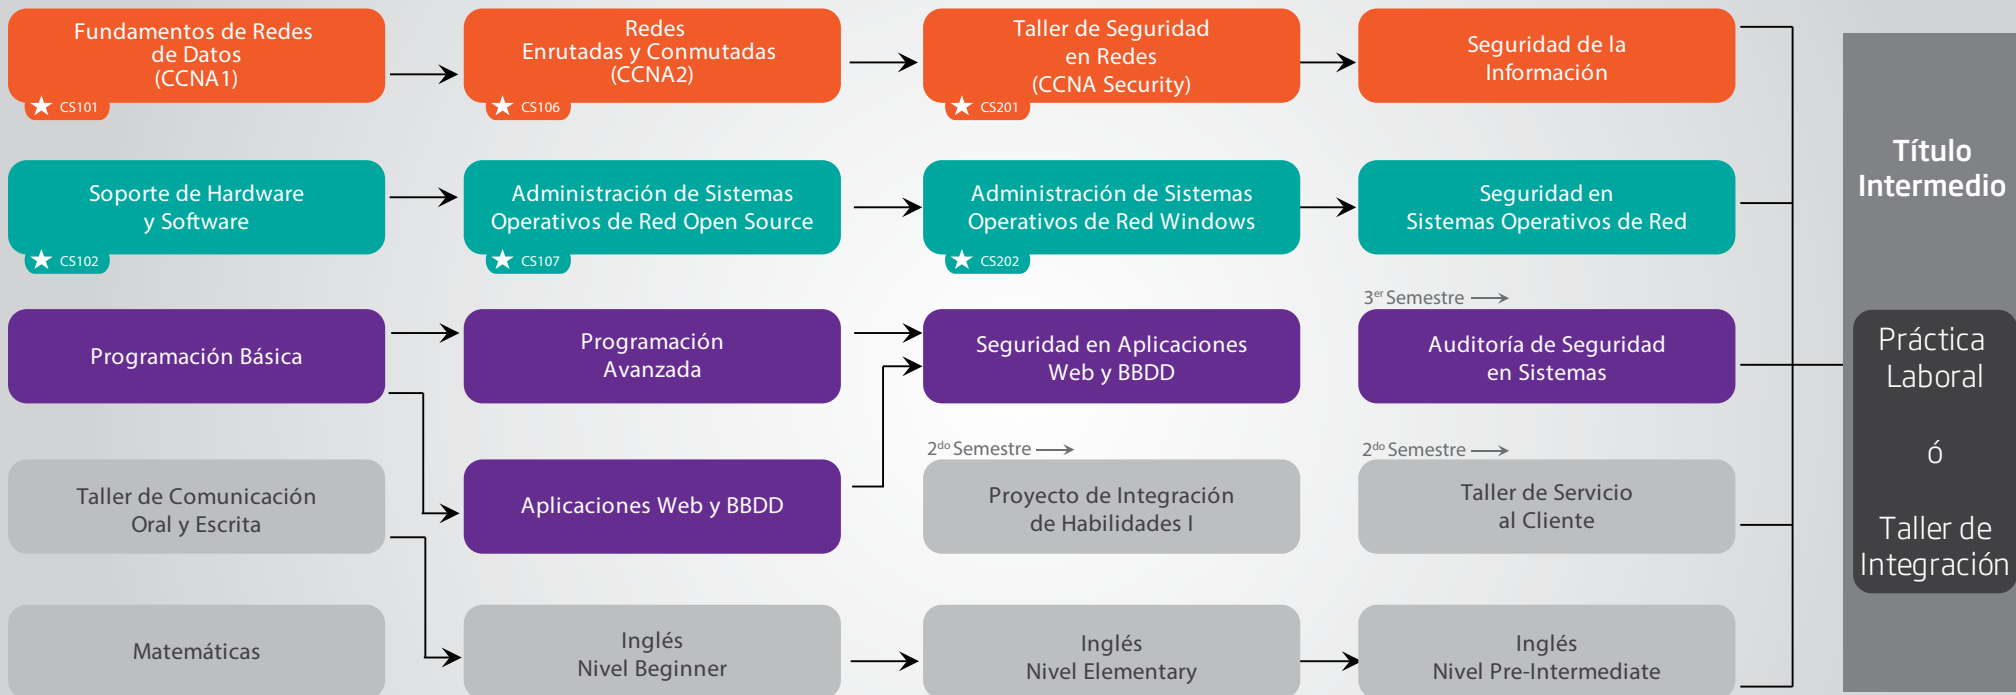 Fundamentos de Redes
de Datos
(CCNA1)
CS101
Redes
Enrutadas y Conmutadas
(CCNA2)
CS106
Taller de Seguridad
en Redes
(CCNA Security)
CS201
Seguridad de la
Información
Soporte de Hardware
y Software
CS102
Administración de Sistemas
Operativos de Red Open Source
CS107
Administración de Sistemas
Operativos de Red Windows
CS202
Seguridad en
Sistemas Operativos de Red
Programación Básica
Programación
Avanzada
Seguridad en Aplicaciones
Web y BBDD
3er Semestre
Auditoría de Seguridad
en Sistemas
Taller de Comunicación
Oral y Escrita
Aplicaciones Web y BBDD
2do Semestre
Proyecto de Integración
de Habilidades I
2do Semestre
Taller de Servicio
al Cliente
Matemáticas
Inglés
Nivel Beginner
Inglés
Nivel Elementary
Inglés
Nivel Pre-Intermediate
Título
Intermedio
Práctica
Laboral
ó
Taller de
Integración